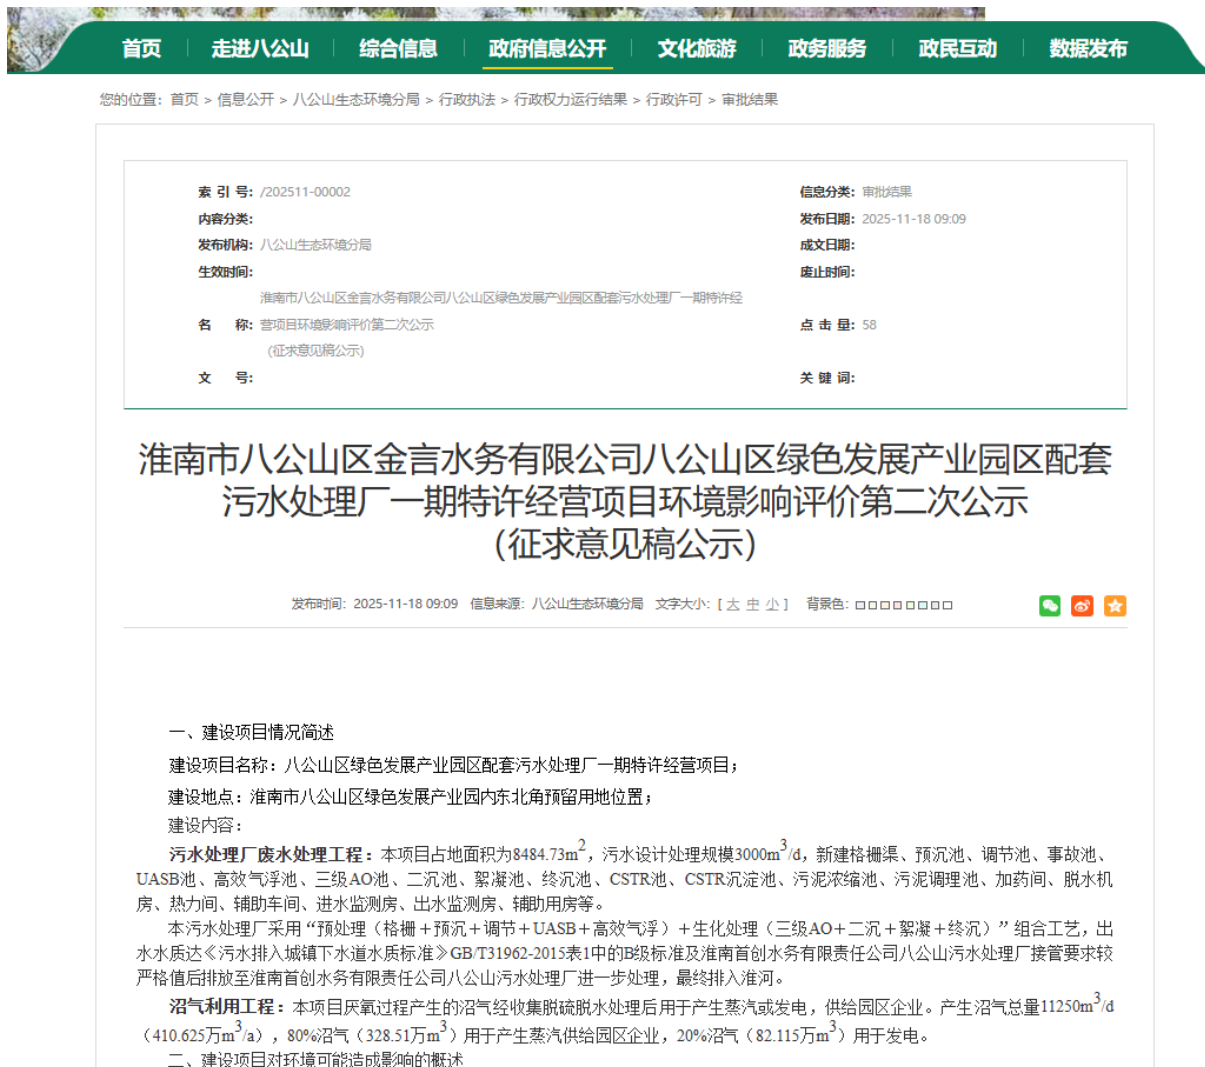 首页 走进八公山 综合信息 政府信息公开 文化旅游 政务服务 政民互动 数据发布
您的位置：首页 > 信息公开 > 八公山生态环境分局 > 行政执法 > 行政权力运行结果 > 行政许可 > 审批结果
索 引 号： /202511-00002 信息分类： 审批结果
内容分类： 发布日期： 2025-11-18 09:09
发布机构： 八公山生态环境分局 成文日期：
生效时间： 废止时间：
淮南市八公山区金言水务有限公司八公山区绿色发展产业园区配套污水处理厂一期特许经
名 称： 营项目环境影响评价第二次公示 点 击 量： 58
（征求意见稿公示）
文 号： 关 键 词：
淮南市八公山区金言水务有限公司八公山区绿色发展产业园区配套
污水处理厂一期特许经营项目环境影响评价第二次公示
（征求意见稿公示）
发布时间：2025-11-18 09:09 信息来源：八公山生态环境分局 文字大小：[ 大 中 小 ] 背景色：
一、建设项目情况简述
建设项目名称：八公山区绿色发展产业园区配套污水处理厂一期特许经营项目；
建设地点：淮南市八公山区绿色发展产业园内东北角预留用地位置；
建设内容：
污水处理厂废水处理工程：本项目占地面积为8484.73m²，污水设计处理规模3000m³/d，新建格栅渠、预沉池、调节池、事故池、
UASB池、高效气浮池、三级AO池、二沉池、絮凝池、终沉池、CSTR池、CSTR沉淀池、污泥浓缩池、污泥调理池、加药间、脱水机
房、热力间、辅助车间、进水监测房、出水监测房、辅助用房等。
本污水处理厂采用“预处理（格栅＋预沉＋调节＋UASB＋高效气浮）＋生化处理（三级AO＋二沉＋絮凝＋终沉）”组合工艺，出
水水质达《污水排入城镇下水道水质标准》GB/T31962-2015表1中的B级标准及淮南首创水务有限责任公司八公山污水处理厂接管要求较
严格值后排放至淮南首创水务有限责任公司八公山污水处理厂进一步处理，最终排入淮河。
沼气利用工程：本项目厌氧过程产生的沼气经收集脱硫脱水处理后用于产生蒸汽或发电，供给园区企业。产生沼气总量11250m³/d
（410.625万m³/a），80%沼气（328.51万m³）用于产生蒸汽供给园区企业，20%沼气（82.115万m³）用于发电。
二、建设项目对环境可能造成影响的概述